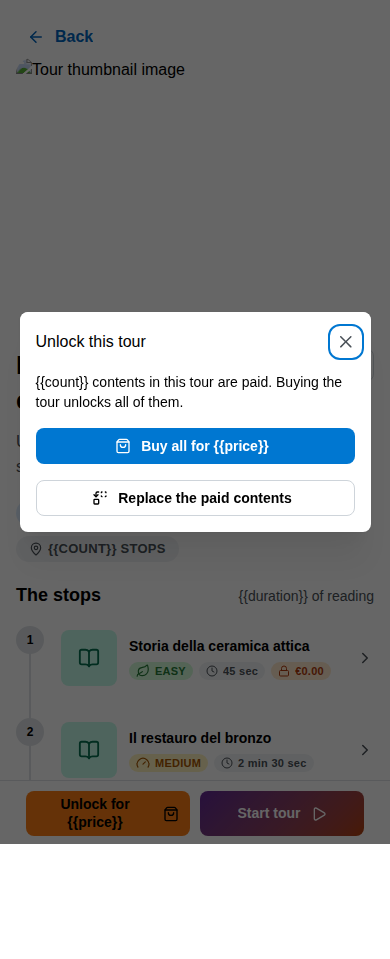 Back
Tour thumbnail image
Unlock this tour
{{count}} contents in this tour are paid. Buying the
tour unlocks all of them.
Buy all for {{price}}
Replace the paid contents
{{COUNT}} STOPS
The stops
{{duration}} of reading
1
Storia della ceramica attica
EASY
45 sec
€0.00
2
Il restauro del bronzo
MEDIUM
2 min 30 sec
Unlock for
{{price}}
Start tour